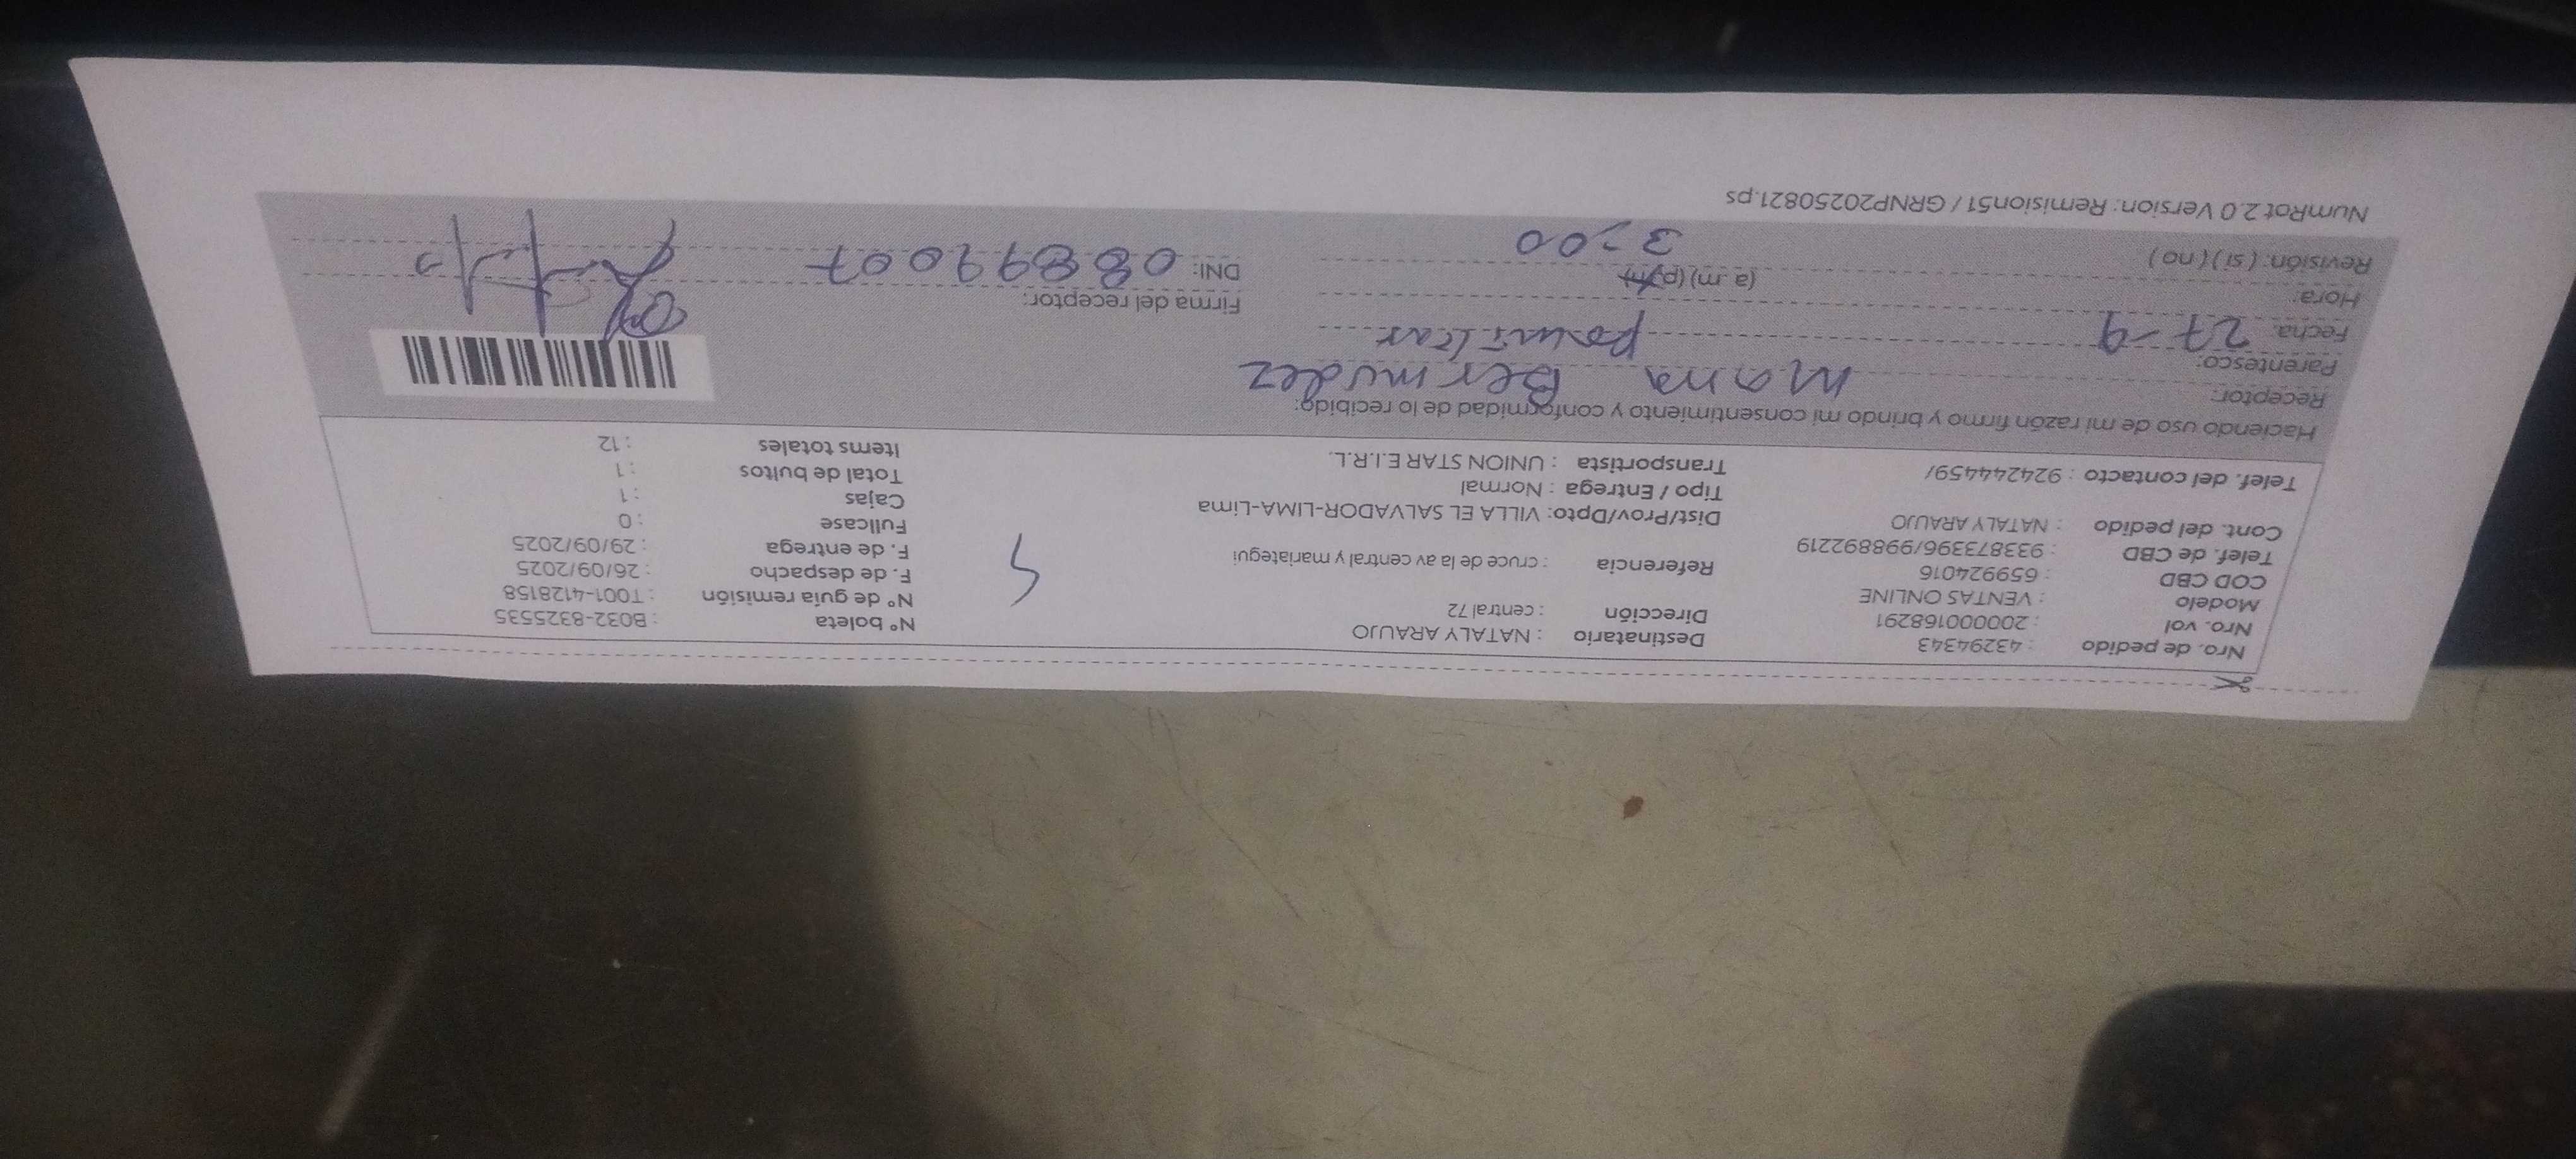 Nro. de pedido : 43294343 Destinatario : NATALY ARAUJO Nº boleta : B032-8325535
Nro. vol : 200000168291 Dirección : central 72 Nº de guía remisión : T001-4128158
Modelo : VENTAS ONLINE F. de despacho : 26/09/2025
COD CBD : 659924016 Referencia : cruce de la av central y mariategui F. de entrega : 29/09/2025
Telef. de CBD : 933873396/998892219 Fullcase : 0
Cont. del pedido : NATALY ARAUJO Dist/Prov/Dpto: VILLA EL SALVADOR-LIMA-Lima Cajas : 1
Tipo / Entrega : Normal Total de bultos : 1
Telef. del contacto : 924244459/ Transportista : UNION STAR E.I.R.L. Items totales : 12
Haciendo uso de mi razón firmo y brindo mi consentimiento y conformidad de lo recibido:
Receptor: Maria Bermudez
Parentesco:
Fecha: 27-9
Hora: (a. m) (p.m) Firma del receptor:
Revisión: ( si ) ( no ) 3:00 DNI: 08897007
NumRot 2.0 Version: Remision51 / GRNP20250821.ps